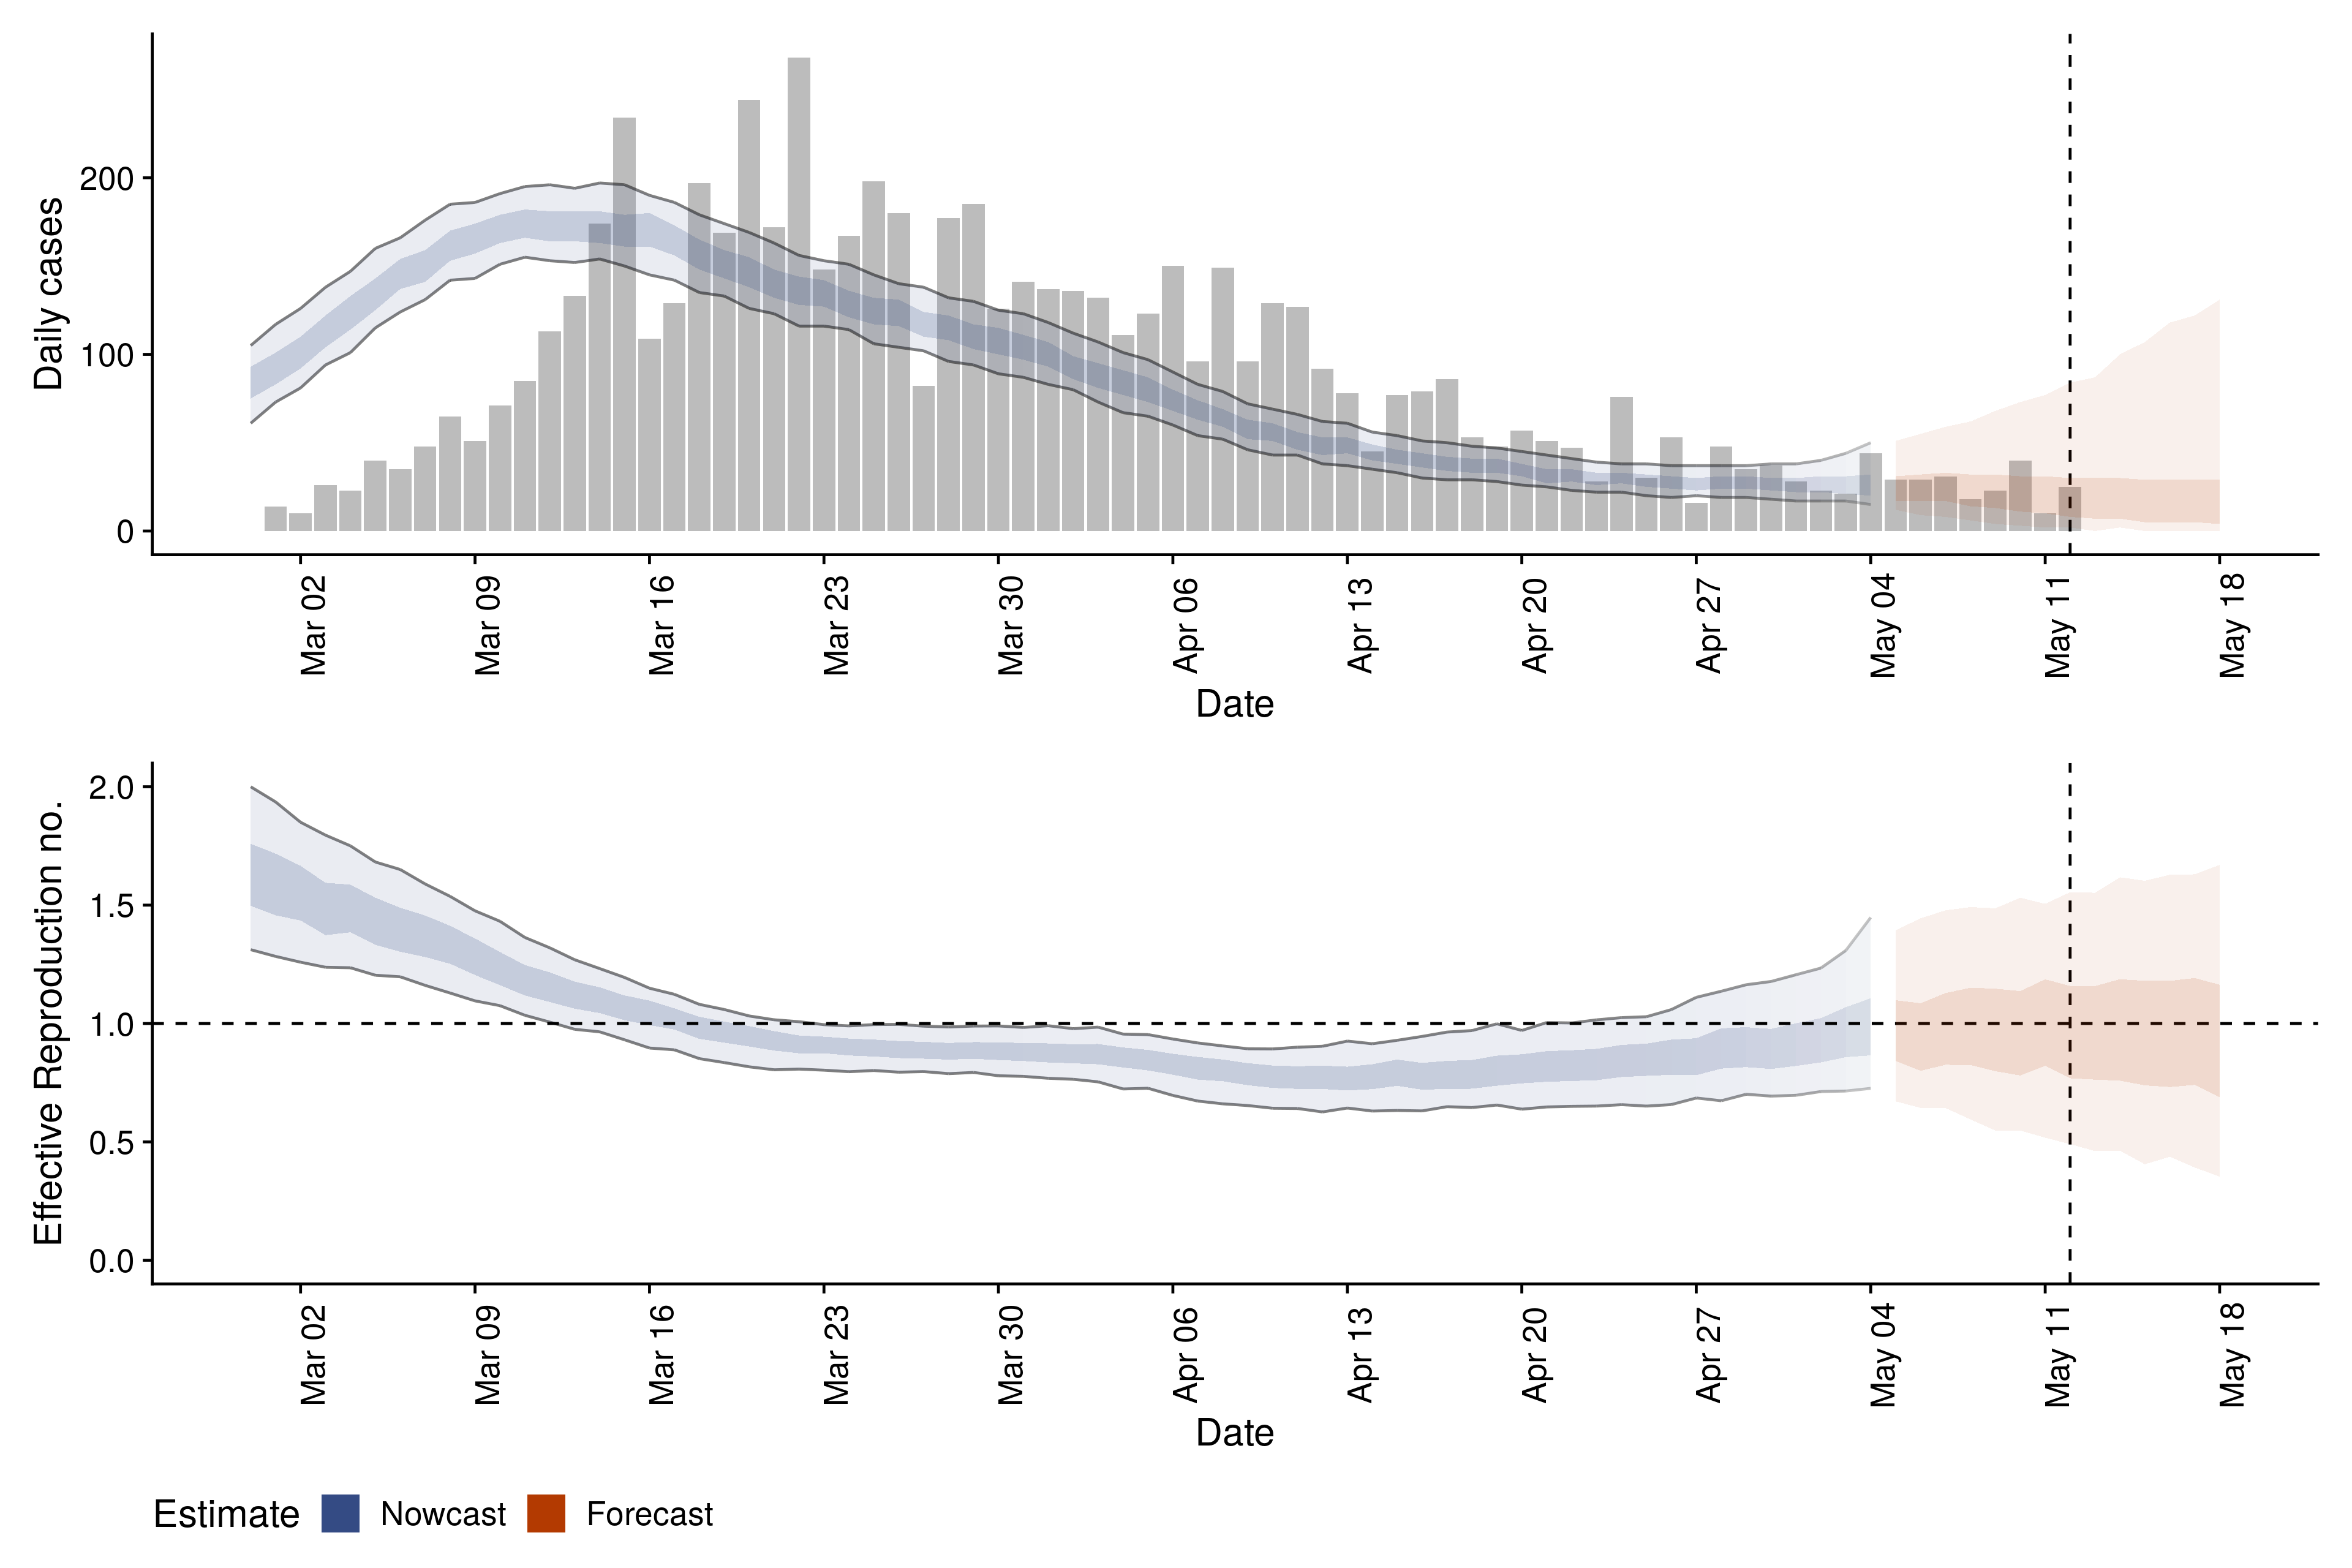 Daily cases
200
100
0
Mar 02
Mar 09
Mar 16
Mar 23
Mar 30
Apr 06
Apr 13
Apr 20
Apr 27
May 04
May 11
May 18
Date
Effective Reproduction no.
2.0
1.5
1.0
0.5
0.0
Mar 02
Mar 09
Mar 16
Mar 23
Mar 30
Apr 06
Apr 13
Apr 20
Apr 27
May 04
May 11
May 18
Date
Estimate Nowcast Forecast